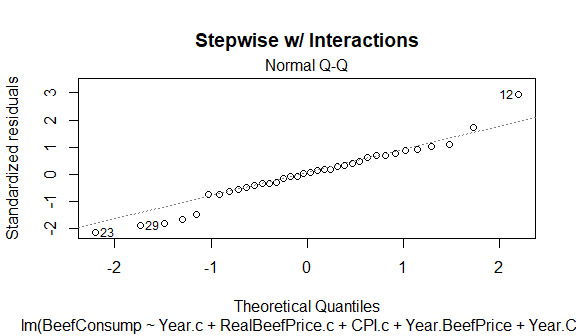 Stepwise w/ Interactions
Normal Q-Q
Standardized residuals
3
2
1
0
-1
-2
12
29
23
-2
-1
0
1
2
Theoretical Quantiles
lm(BeefConsump ~ Year.c + RealBeefPrice.c + CPI.c + Year.BeefPrice + Year.C